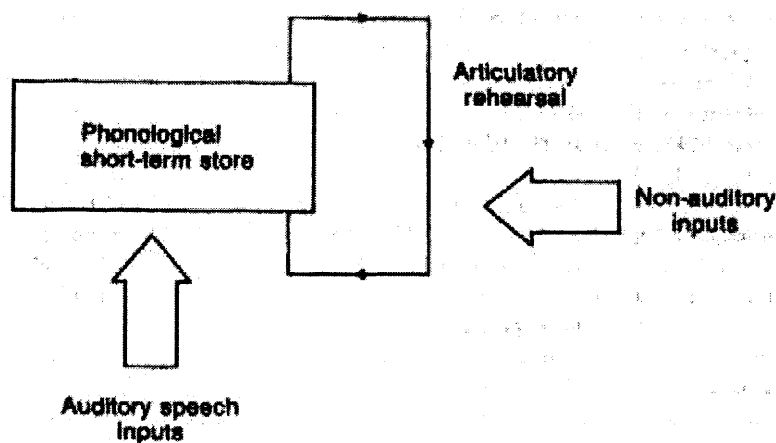 Articulatory
rehearsal
Phonological
short-term store
Non-auditory
inputs
Auditory speech
inputs